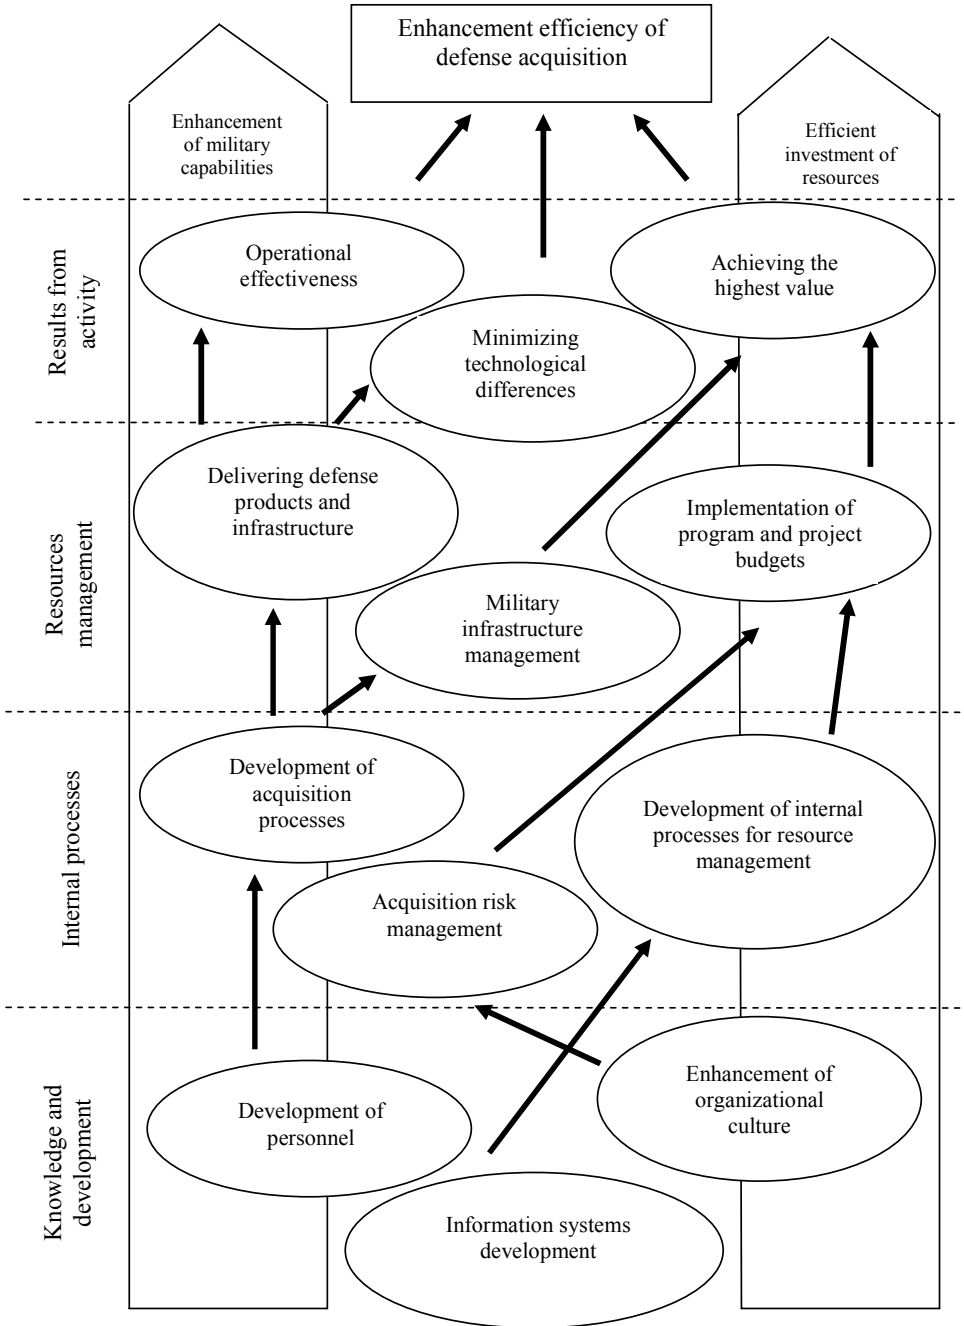 Enhancement efficiency of
defense acquisition
Enhancement
of military
capabilities
Efficient
investment of
resources
Results from
activity
Operational
effectiveness
Achieving the
highest value
Minimizing
technological
differences
Resources
management
Delivering defense
products and
infrastructure
Implementation of
program and project
budgets
Military
infrastructure
management
Internal processes
Development of
acquisition
processes
Development of internal
processes for resource
management
Acquisition risk
management
Knowledge and
development
Enhancement of
organizational
culture
Development of
personnel
Information systems
development